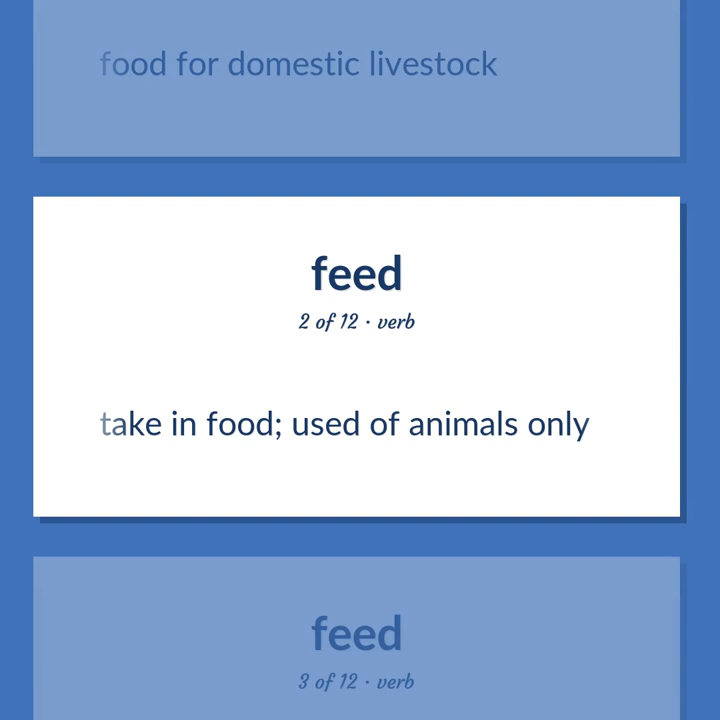 food for domestic livestock
feed
2 of 12 · verb
take in food; used of animals only
feed
3 of 12 · verb